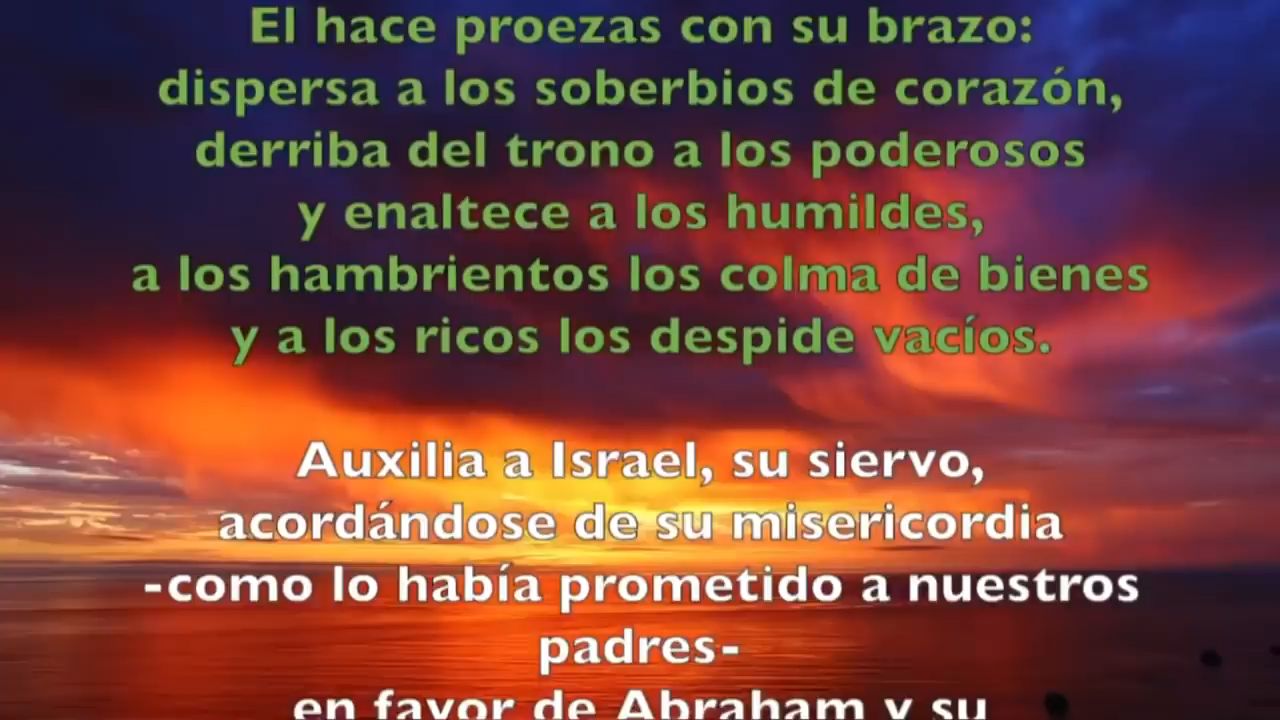 El hace proezas con su brazo:
dispersa a los soberbios de corazón,
derriba del trono a los poderosos
y enaltece a los humildes,
a los hambrientos los colma de bienes
y a los ricos los despide vacíos.
Auxilia a Israel, su siervo,
acordándose de su misericordia
-como lo había prometido a nuestros
padres-
en favor de Abraham y su